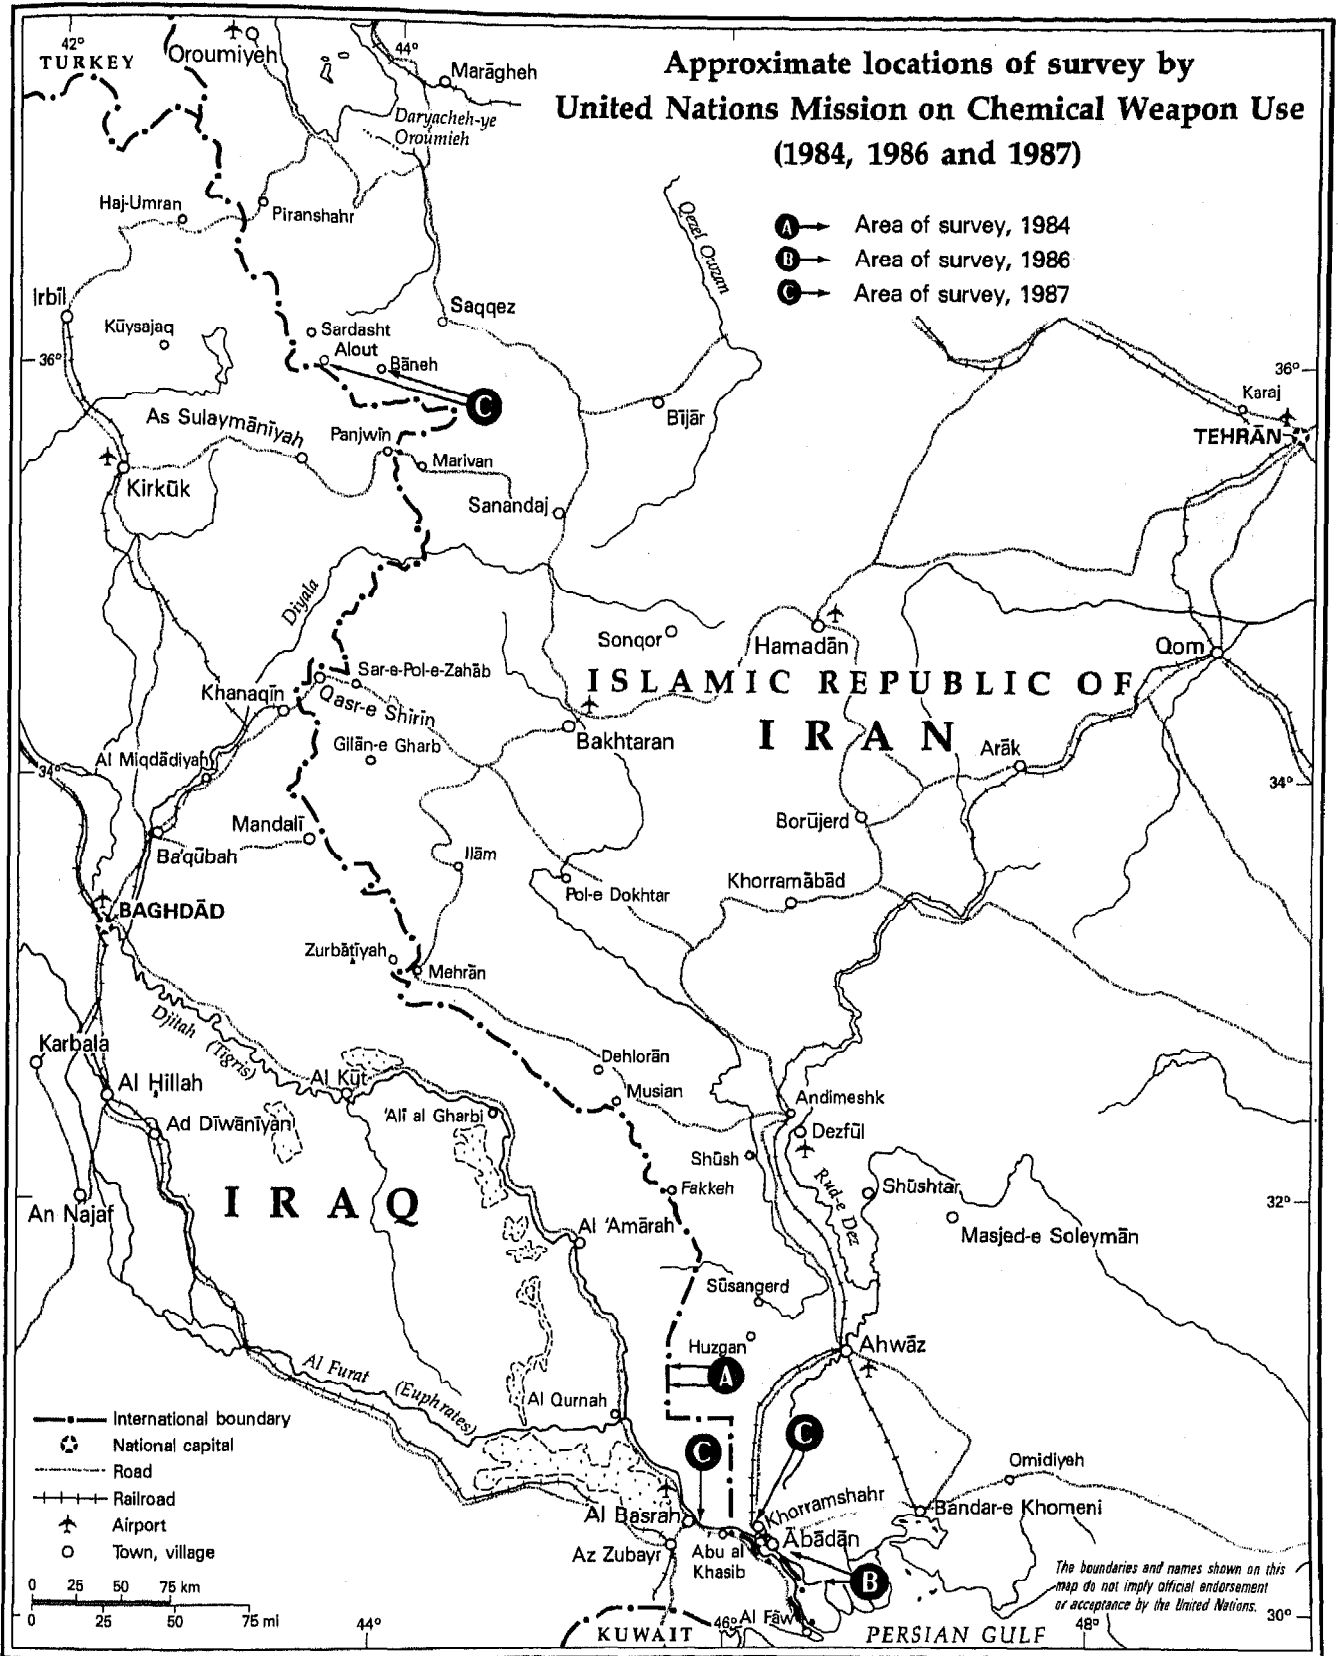 Approximate locations of survey by
United Nations Mission on Chemical Weapon Use
(1984, 1986 and 1987)
A Area of survey, 1984
B Area of survey, 1986
C Area of survey, 1987
42°
44°
TURKEY
Oroumiyeh
Marāgheh
Daryacheh-ye
Oroumieh
Haj-Umran
Piranshahr
Qezel Owzan
Irbīl
Kūysajaq
Saqqez
Sardasht
Alout
Bāneh
36°
36°
C
Karaj
TEHRĀN
Bījār
As Sulaymānīyah
Panjwīn
Marivan
Kirkūk
Sanandaj
Diyala
Sonqor
Hamadān
Qom
Sar-e-Pol-e-Zahāb
ISLAMIC REPUBLIC OF
IRAN
Khanaqīn
Qasr-e Shīrīn
Gilān-e Gharb
Bakhtaran
Arāk
Al Miqdādīyah
34°
34°
Mandalī
Borūjerd
Ba'qūbah
Ilām
Pol-e Dokhtar
Khorramābād
BAGHDĀD
Zurbāṭīyah
Mehrān
Djilah (Tigris)
Karbala
Dehlorān
Al Ḥillah
Al Kūt
Musian
Andimeshk
'Alī al Gharbi
Ad Dīwānīyah
Dezfūl
Shūsh
Rud-e Dez
Shūshtar
Fakkeh
IRAQ
32°
An Najaf
Al 'Amārah
Masjed-e Soleymān
Sūsangerd
Huzgan
Ahwāz
A
Al Furat (Euphrates)
Al Qurnah
C
C
Omidiyeh
Khorramshahr
Bandar-e Khomeni
Al Basrah
Ābādān
Az Zubayr
Abu al
Khasib
B
Al Fāw
International boundary
National capital
Road
Railroad
Airport
Town, village
0 25 50 75 km
0 25 50 75 mi
The boundaries and names shown on this
map do not imply official endorsement
or acceptance by the United Nations.
30°
44°
KUWAIT
46°
PERSIAN GULF
48°